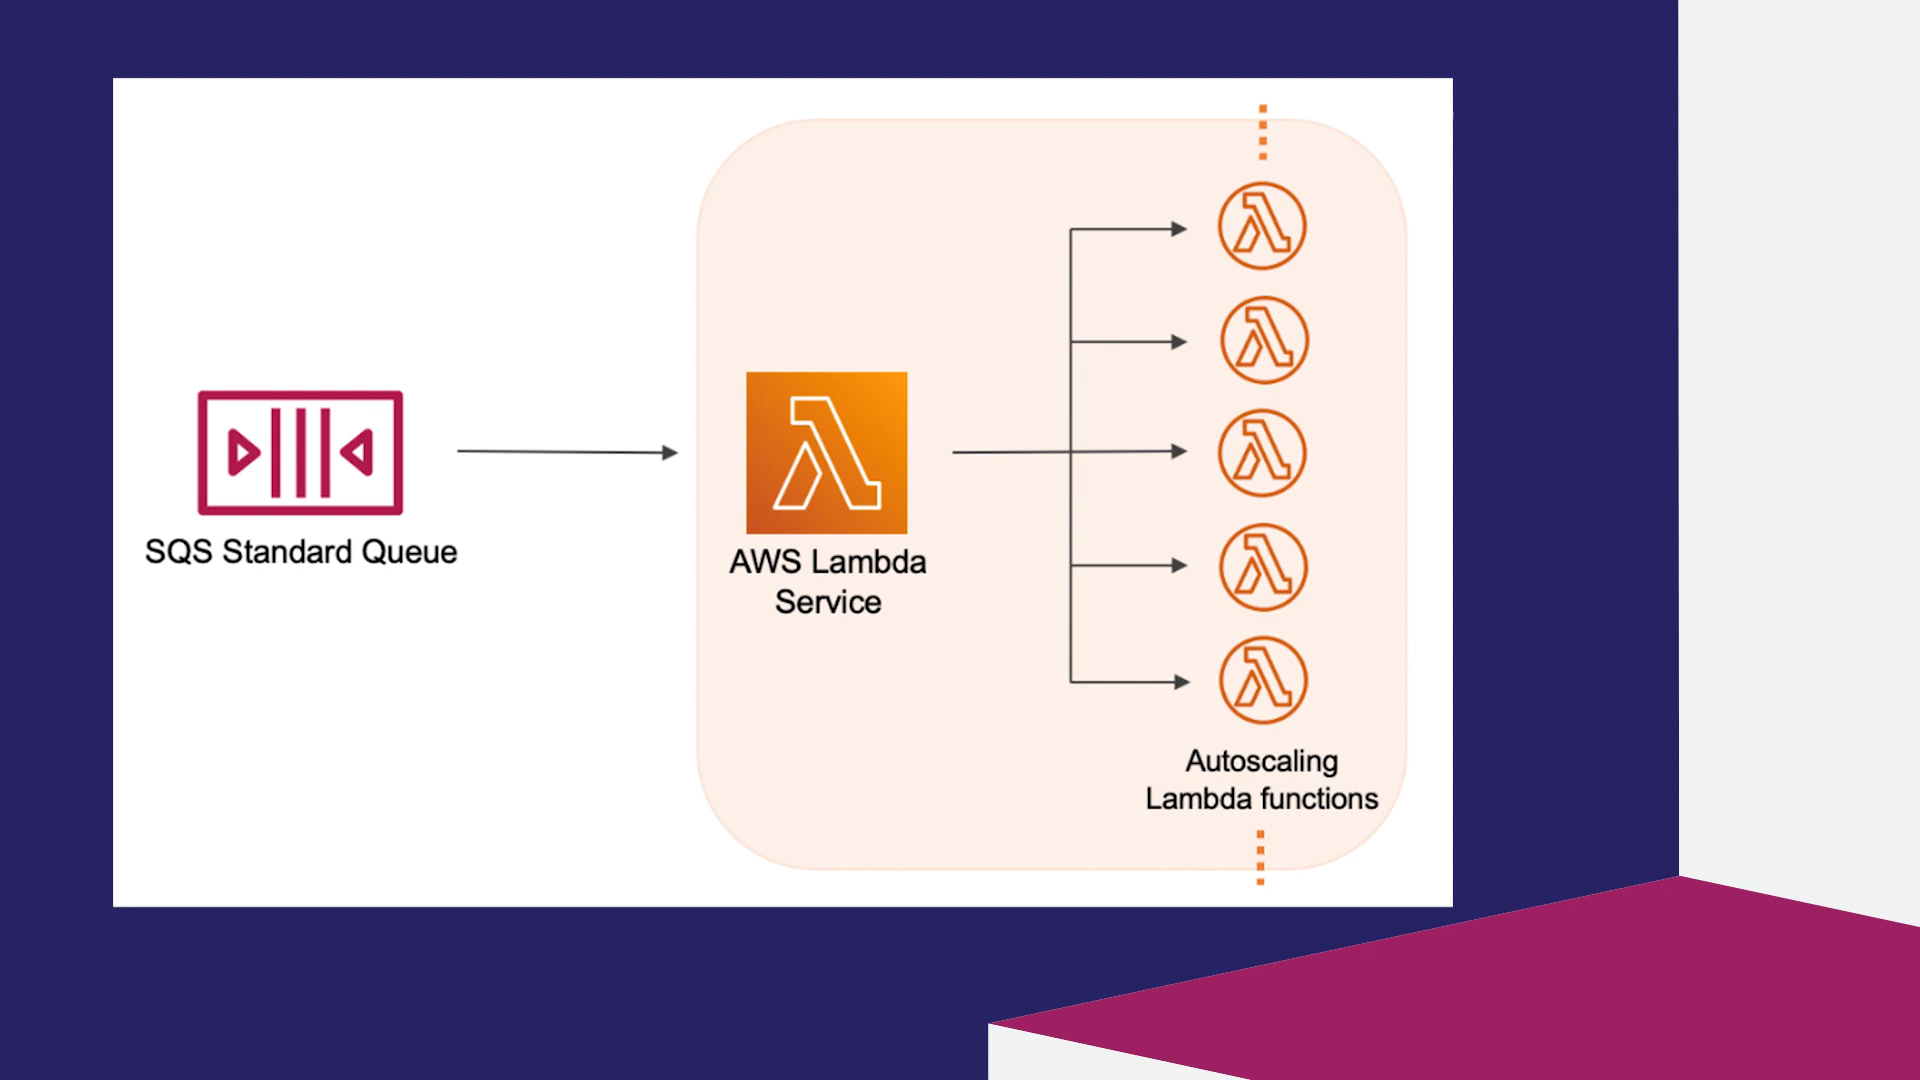 SQS Standard Queue
AWS Lambda
Service
Autoscaling
Lambda functions